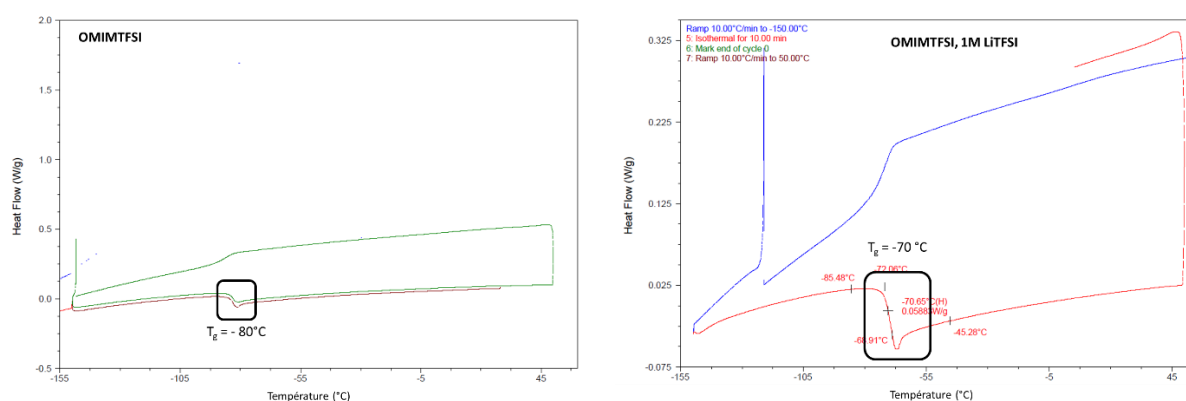 OMIMTFSI
2.0
1.5
1.0
0.5
0.0
-0.5
Heat Flow (W/g)
Tg = - 80°C
-155
-105
-55
-5
45
Température (°C)
Ramp 10.00°C/min to -150.00°C
5: Isothermal for 10.00 min
6: Mark end of cycle 0
7: Ramp 10.00°C/min to 50.00°C
OMIMTFSI, 1M LiTFSI
0.325
0.225
0.125
0.025
-0.075
Heat Flow (W/g)
Tg = -70 °C
-85.48°C
-72.06°C
-70.65°C(H)
0.05883W/g
-68.91°C
-45.28°C
-155
-105
-55
-5
45
Température (°C)